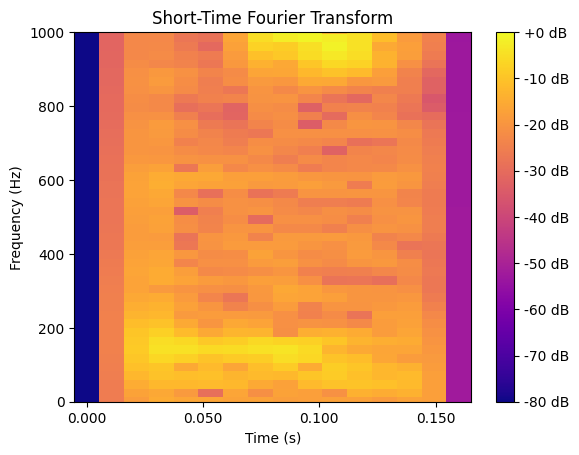 Short-Time Fourier Transform
Frequency (Hz)
1000
800
600
400
200
0
0.000
0.050
0.100
0.150
Time (s)
+0 dB
-10 dB
-20 dB
-30 dB
-40 dB
-50 dB
-60 dB
-70 dB
-80 dB